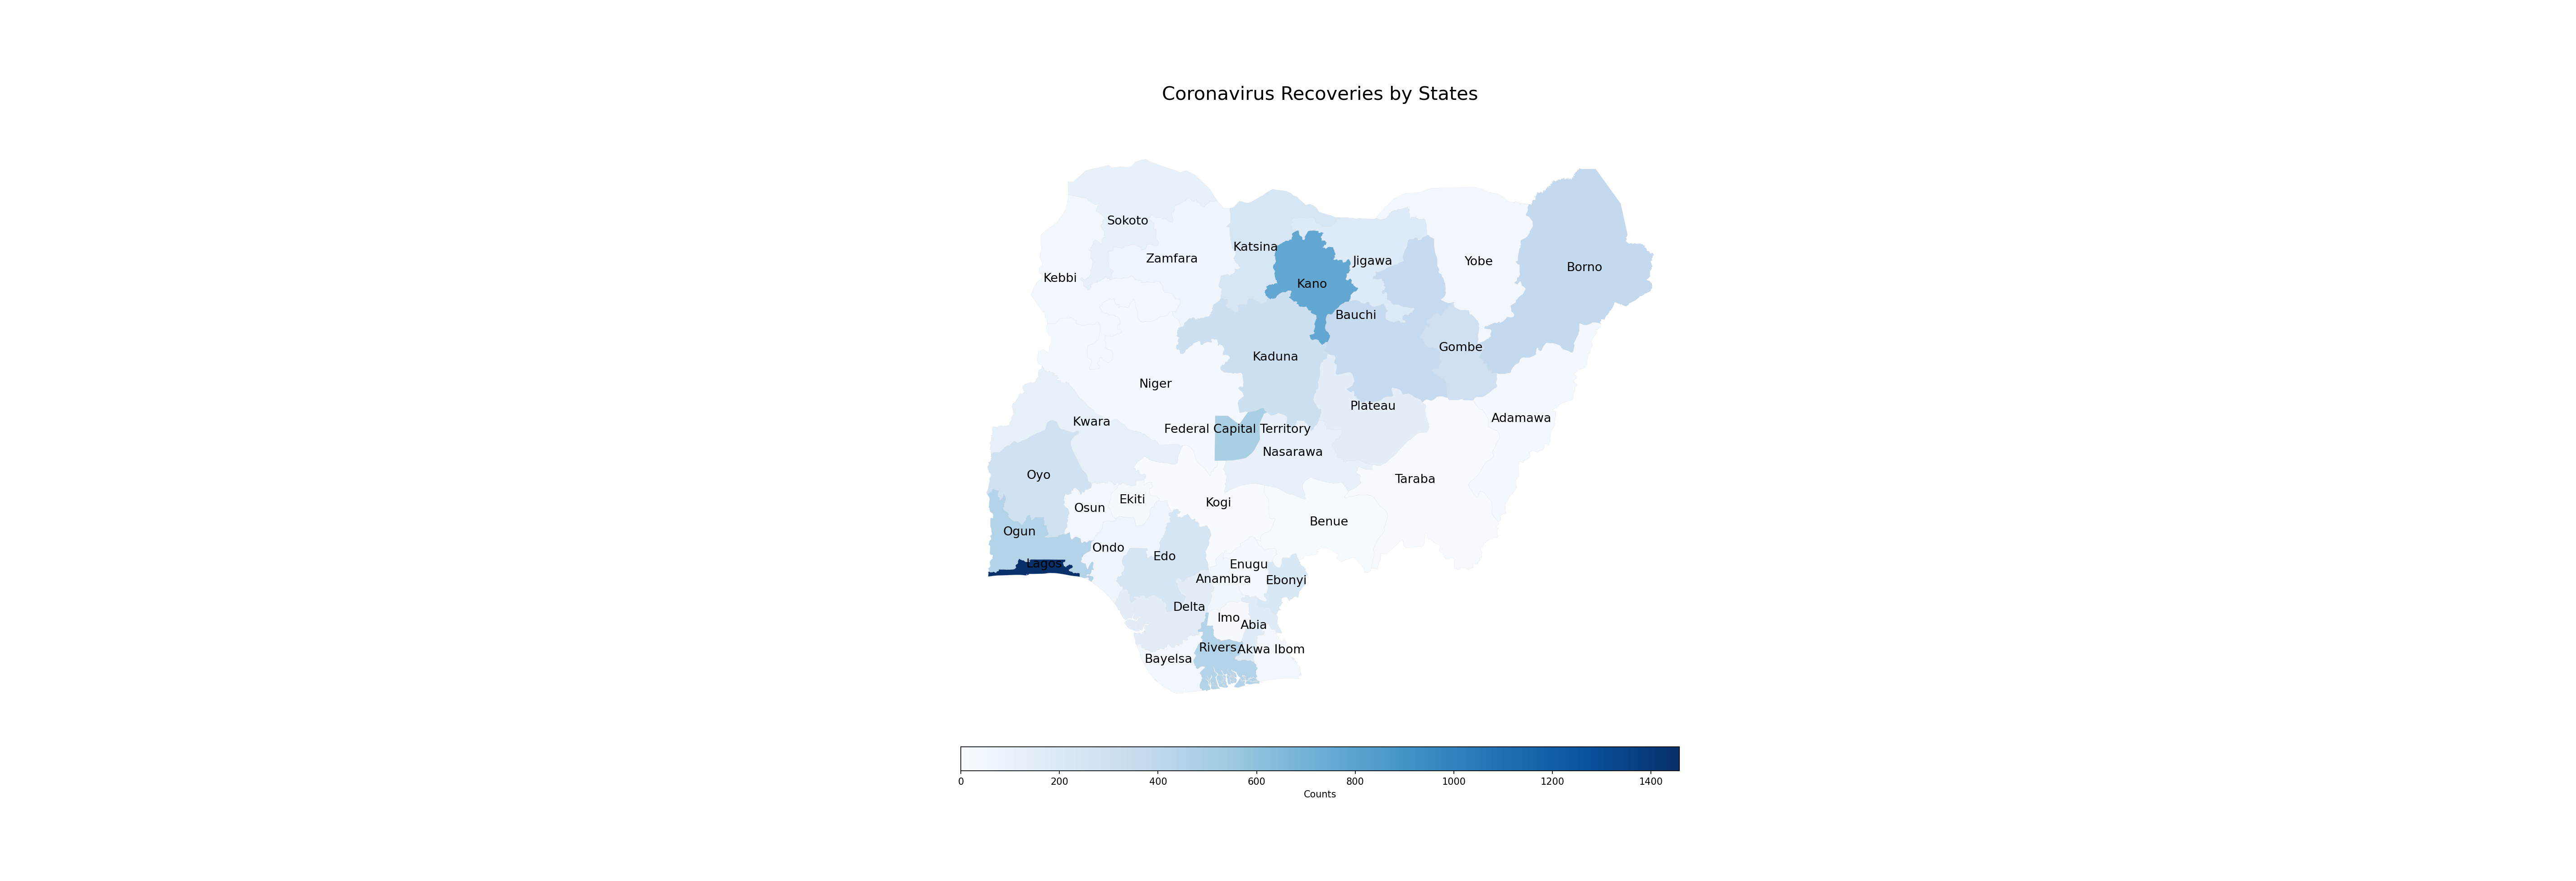 Coronavirus Recoveries by States
Sokoto
Katsina
Zamfara
Jigawa
Yobe
Borno
Kebbi
Kano
Bauchi
Gombe
Kaduna
Niger
Plateau
Adamawa
Kwara
Federal Capital Territory
Nasarawa
Oyo
Taraba
Ekiti
Kogi
Osun
Benue
Ogun
Ondo
Edo
Lagos
Enugu
Anambra
Ebonyi
Delta
Imo
Abia
Rivers
Akwa Ibom
Bayelsa
0 200 400 600 800 1000 1200 1400
Counts